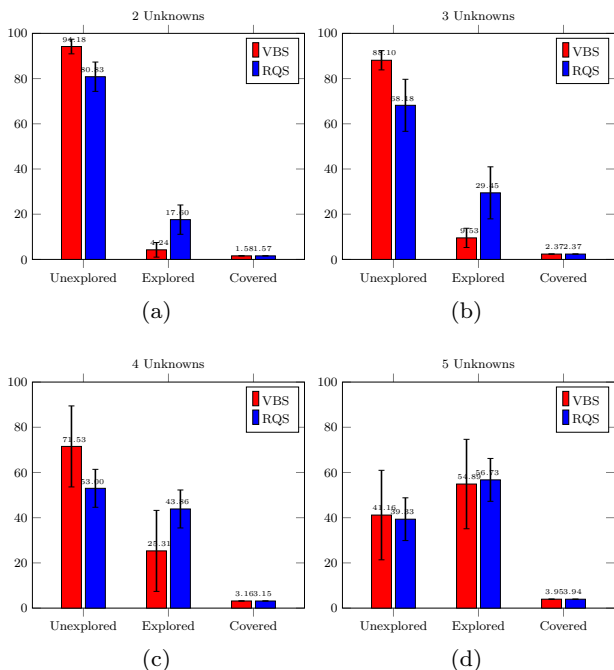 2 Unknowns
100
80
60
40
20
0
94.18
80.83
4.24
17.60
1.58
1.57
VBS
RQS
Unexplored Explored Covered
(a)
3 Unknowns
100
80
60
40
20
0
88.10
68.18
9.53
29.45
2.37
2.37
VBS
RQS
Unexplored Explored Covered
(b)
4 Unknowns
100
80
60
40
20
0
71.53
53.00
25.31
43.86
3.16
3.15
VBS
RQS
Unexplored Explored Covered
(c)
5 Unknowns
100
80
60
40
20
0
41.16
39.33
54.89
56.73
3.95
3.94
VBS
RQS
Unexplored Explored Covered
(d)